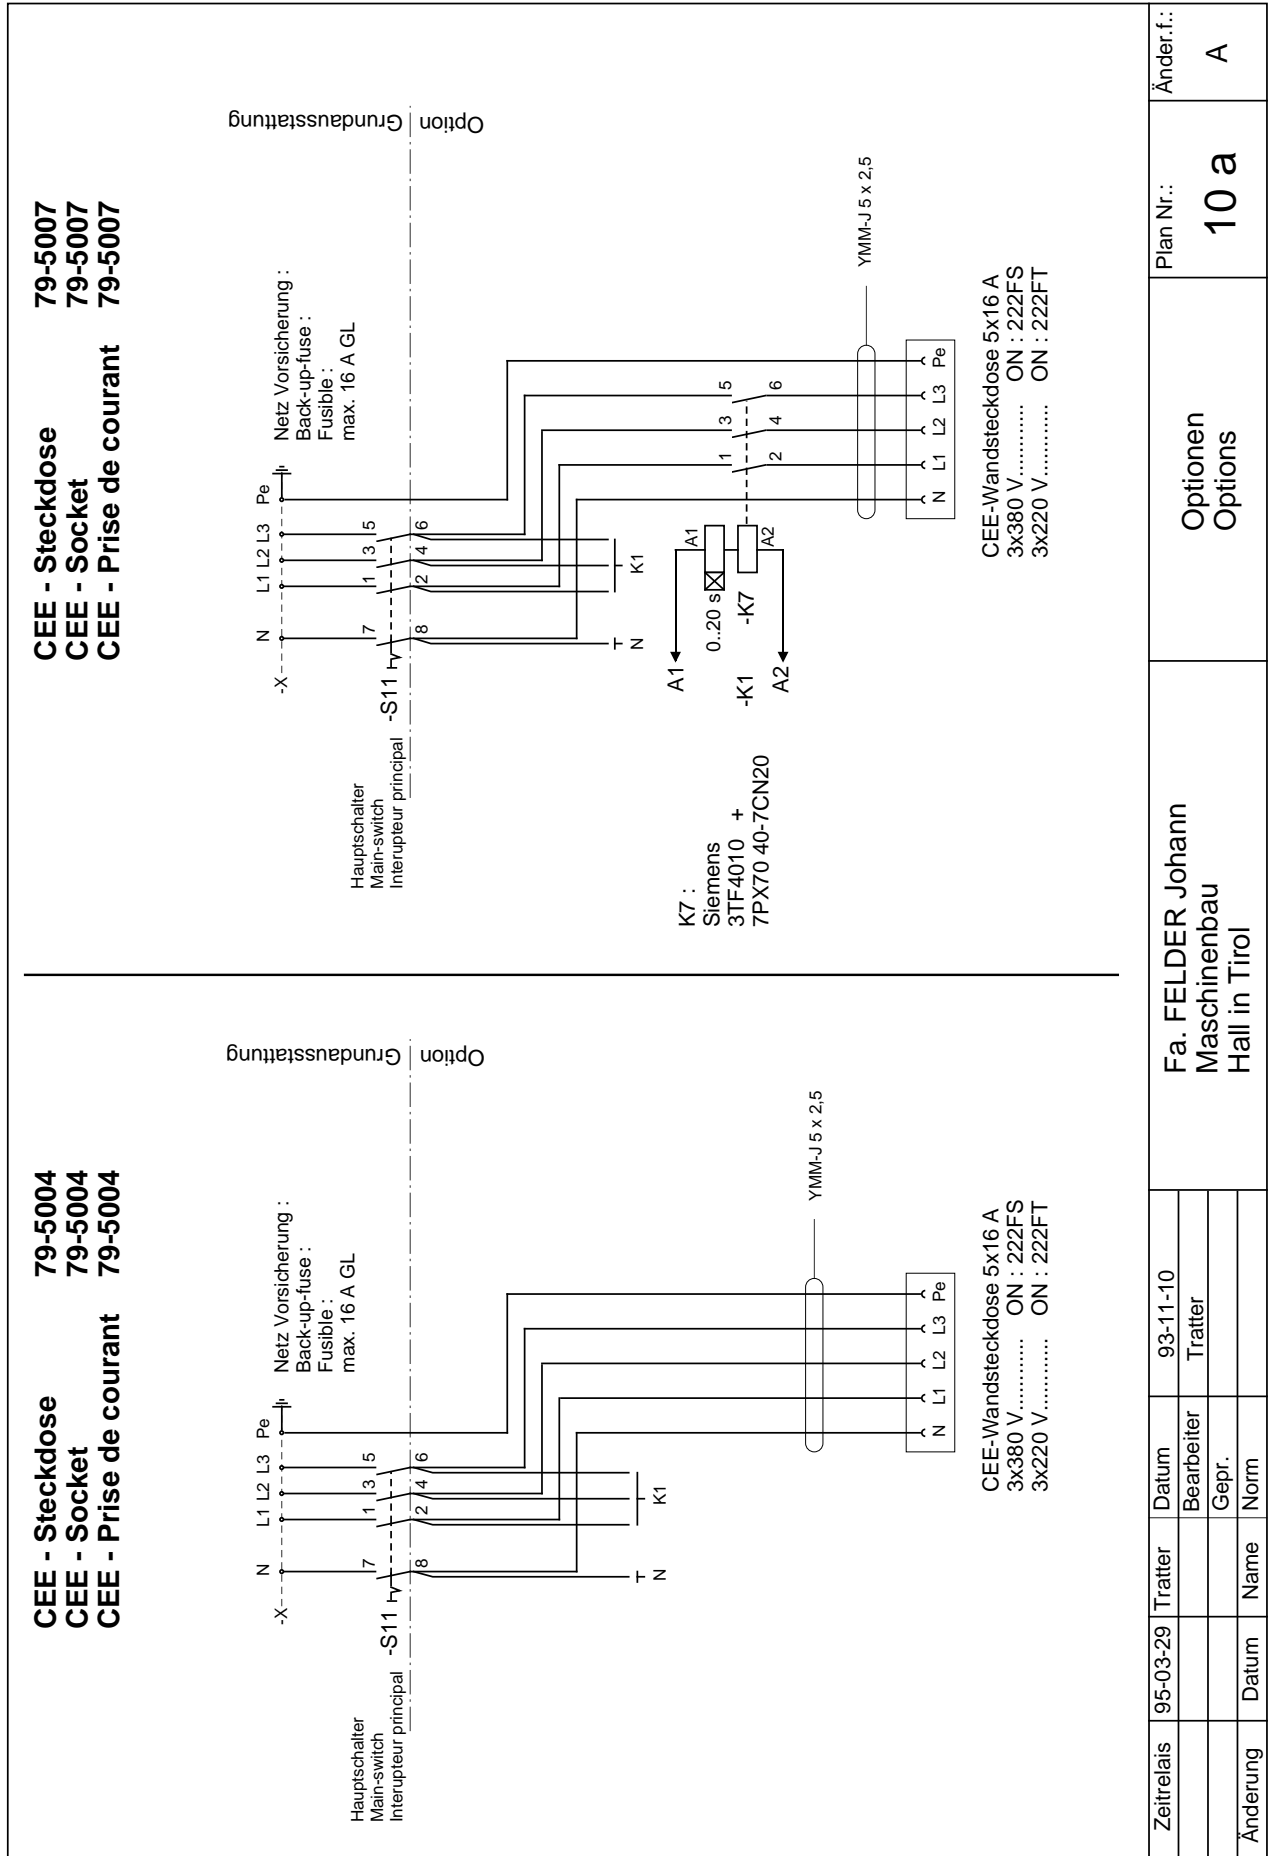 CEE - Steckdose 79-5004
CEE - Socket 79-5004
CEE - Prise de courant 79-5004
Netz Vorsicherung :
Back-up-fuse :
Fusible :
max. 16 A GL
-X
N
L1
L2
L3
Pe
Hauptschalter
Main-switch
Interupteur principal
-S11
7
1
3
5
8
2
4
6
Grundausstattung
Option
N
K1
YMM-J 5 x 2,5
N
L1
L2
L3
Pe
CEE-Wandsteckdose 5x16 A
3x380 V............ ON : 222FS
3x220 V............ ON : 222FT
CEE - Steckdose 79-5007
CEE - Socket 79-5007
CEE - Prise de courant 79-5007
Netz Vorsicherung :
Back-up-fuse :
Fusible :
max. 16 A GL
-X
N
L1
L2
L3
Pe
Hauptschalter
Main-switch
Interupteur principal
-S11
7
1
3
5
8
2
4
6
Grundausstattung
Option
N
K1
K7 :
Siemens
3TF4010 +
7PX70 40-7CN20
A1
-K1
A2
0..20 s
-K7
A1
A2
1
3
5
2
4
6
YMM-J 5 x 2,5
N
L1
L2
L3
Pe
CEE-Wandsteckdose 5x16 A
3x380 V............ ON : 222FS
3x220 V............ ON : 222FT
Zeitrelais 95-03-29 Tratter Datum 93-11-10
Bearbeiter Tratter
Gepr.
Änderung Datum Name Norm
Fa. FELDER Johann
Maschinenbau
Hall in Tirol
Optionen
Options
Plan Nr.:
10 a
Änder.f.:
A